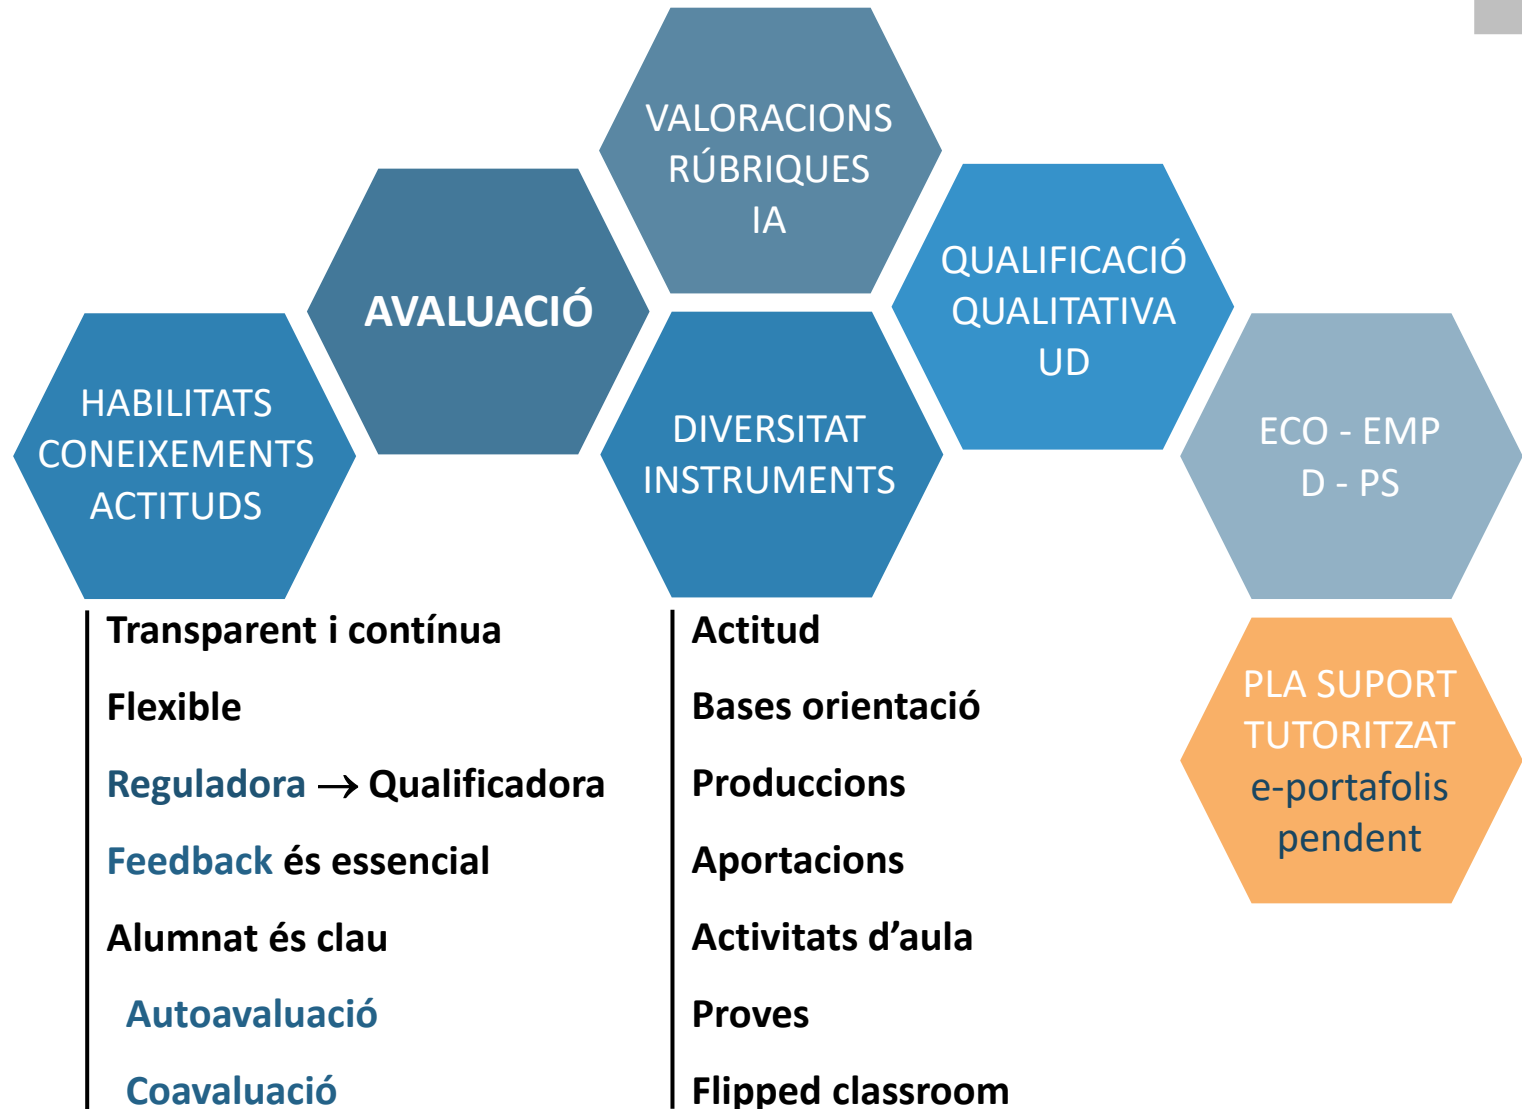 VALORACIONS
RÚBRIQUES
IA
AVALUACIÓ
QUALIFICACIÓ
QUALITATIVA
UD
HABILITATS
CONEIXEMENTS
ACTITUDS
DIVERSITAT
INSTRUMENTS
ECO - EMP
D - PS
PLA SUPORT
TUTORITZAT
e-portafolis
pendent
Transparent i contínua
Flexible
Reguladora → Qualificadora
Feedback és essencial
Alumnat és clau
Autoavaluació
Coavaluació
Actitud
Bases orientació
Produccions
Aportacions
Activitats d’aula
Proves
Flipped classroom